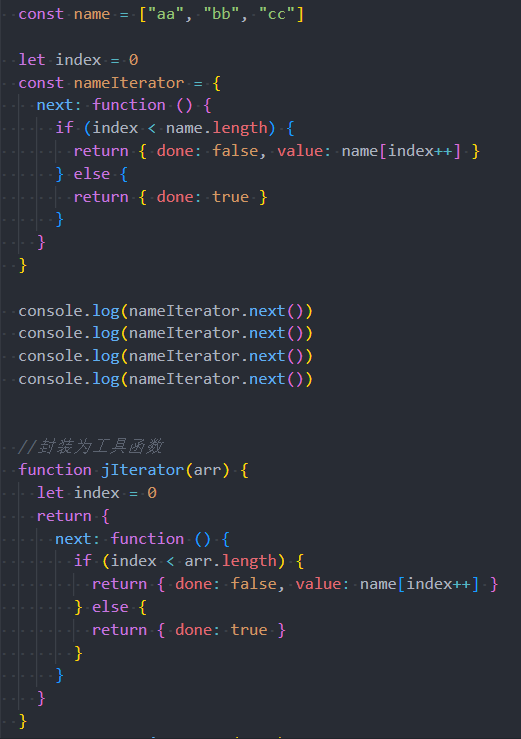 const name = ["aa", "bb", "cc"]
let index = 0
const nameIterator = {
next: function () {
if (index < name.length) {
return { done: false, value: name[index++] }
} else {
return { done: true }
}
}
}
console.log(nameIterator.next())
console.log(nameIterator.next())
console.log(nameIterator.next())
console.log(nameIterator.next())
//封装为工具函数
function jIterator(arr) {
let index = 0
return {
next: function () {
if (index < arr.length) {
return { done: false, value: name[index++] }
} else {
return { done: true }
}
}
}
}